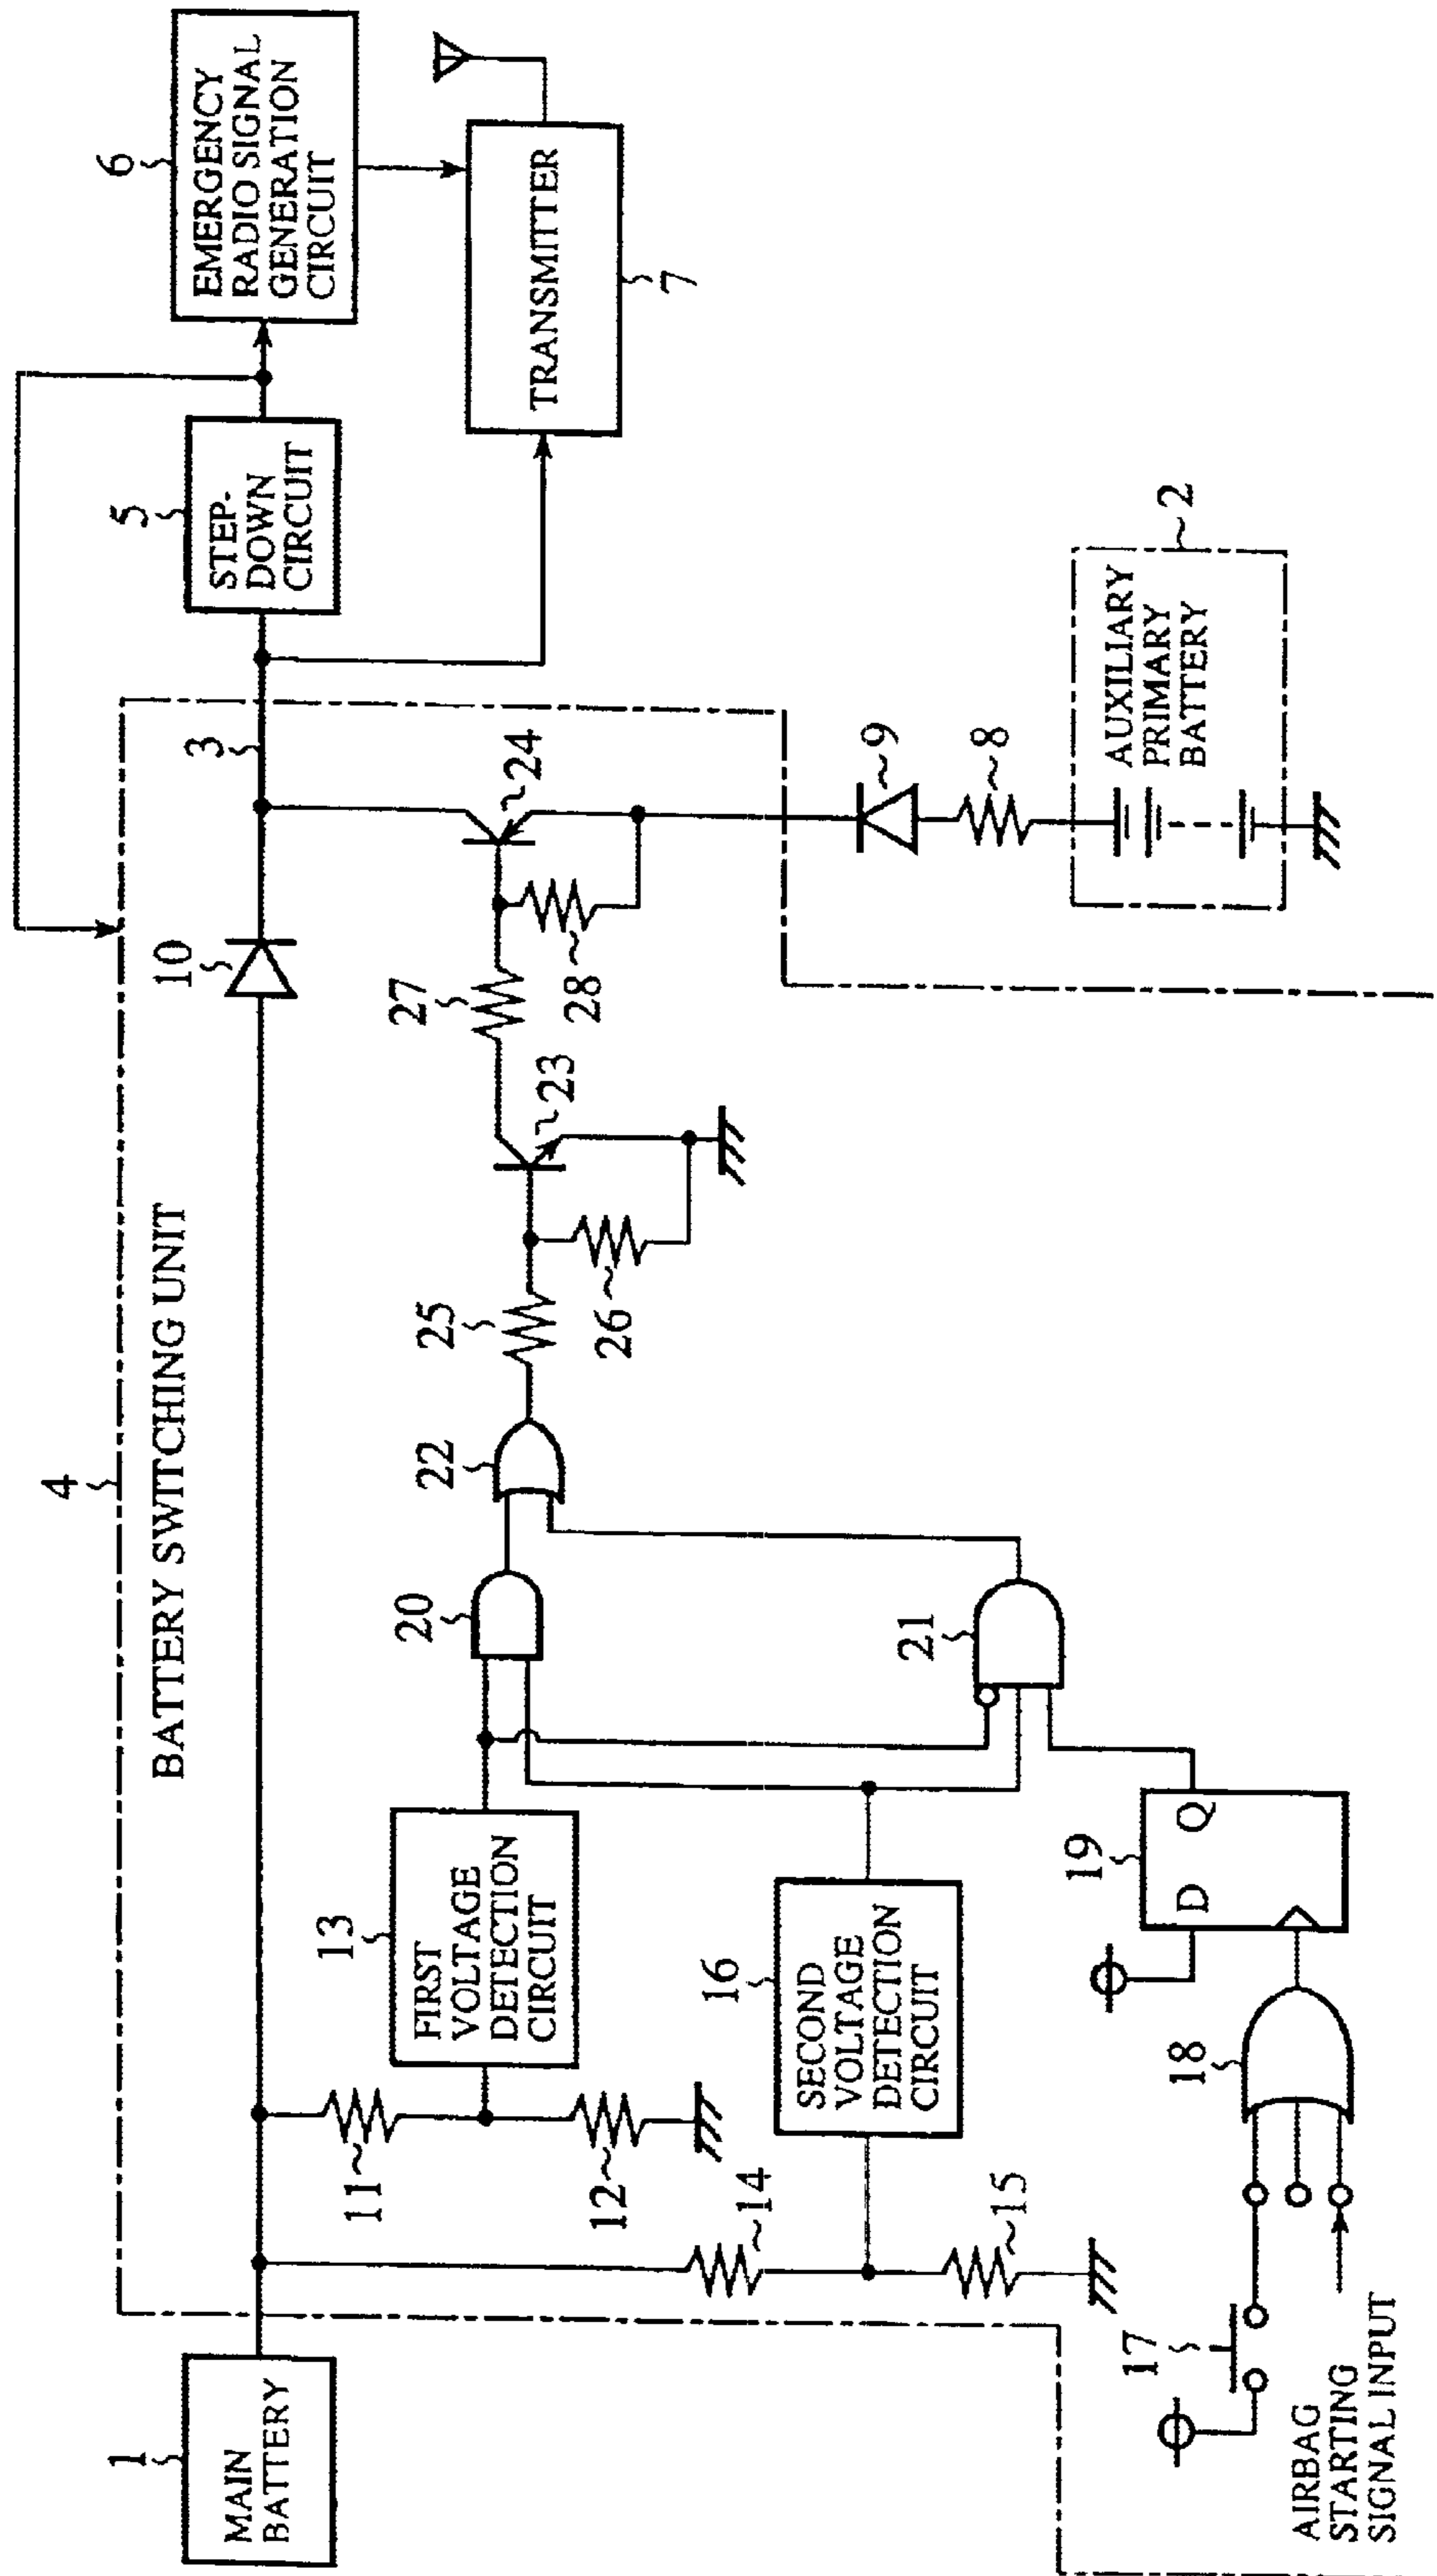 4
BATTERY SWITCHING UNIT
1
MAIN
BATTERY
10
3
5
STEP-
DOWN
CIRCUIT
6
EMERGENCY
RADIO SIGNAL
GENERATION
CIRCUIT
TRANSMITTER
7
11
12
13
FIRST
VOLTAGE
DETECTION
CIRCUIT
20
22
25
26
23
27
28
24
14
15
16
SECOND
VOLTAGE
DETECTION
CIRCUIT
21
9
8
AUXILIARY
PRIMARY
BATTERY
2
17
AIRBAG
STARTING
SIGNAL INPUT
18
19
D Q